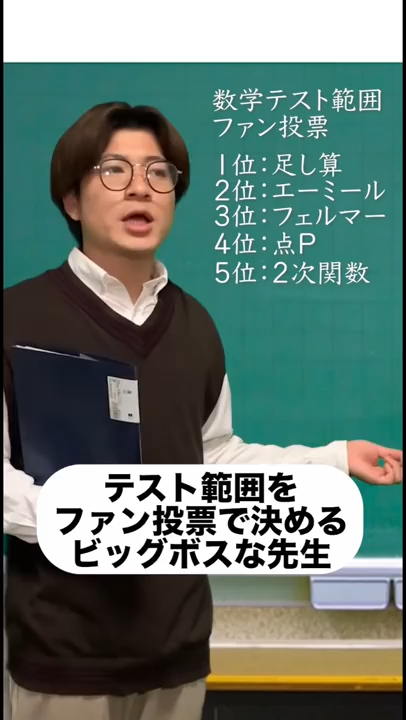 数学テスト範囲
ファン投票
1位：足し算
2位：エーミール
3位：フェルマー
4位：点P
5位：2次関数
テスト範囲を
ファン投票で決める
ビッグボスな先生